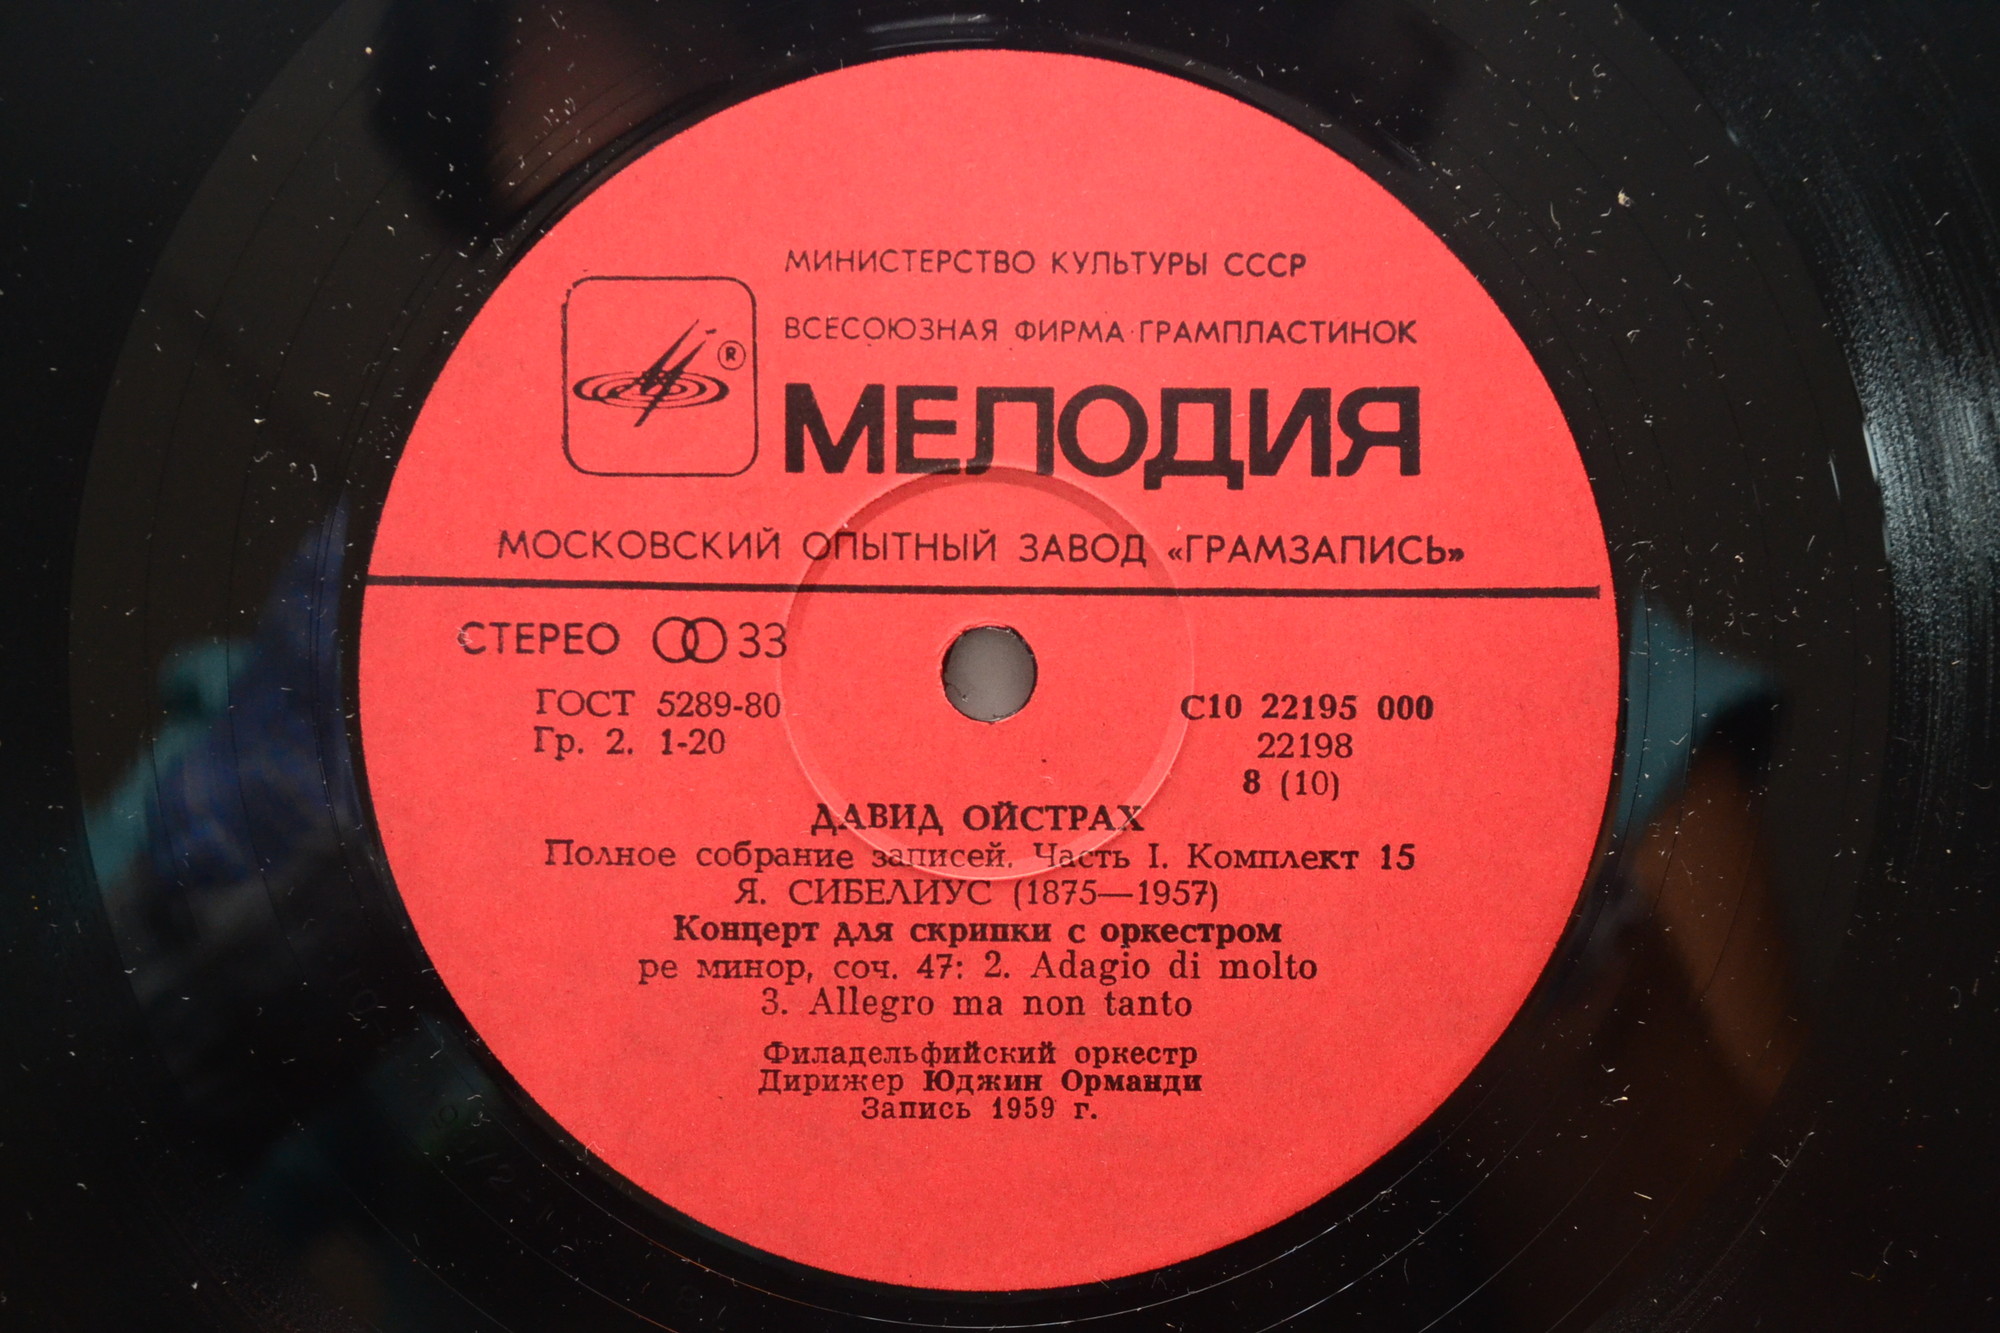 МИНИСТЕРСТВО КУЛЬТУРЫ СССР
ВСЕСОЮЗНАЯ ФИРМА ГРАМПЛАСТИНОК
®
МЕЛОДИЯ
МОСКОВСКИЙ ОПЫТНЫЙ ЗАВОД «ГРАМЗАПИСЬ»
СТЕРЕО 33
ГОСТ 5289-80
Гр. 2. 1-20
С10 22195 000
22198
8 (10)
ДАВИД ОЙСТРАХ
Полное собрание записей. Часть I. Комплект 15
Я. СИБЕЛИУС (1875—1957)
Концерт для скрипки с оркестром
ре минор, соч. 47: 2. Adagio di molto
3. Allegro ma non tanto
Филадельфийский оркестр
Дирижер Юджин Орманди
Запись 1959 г.